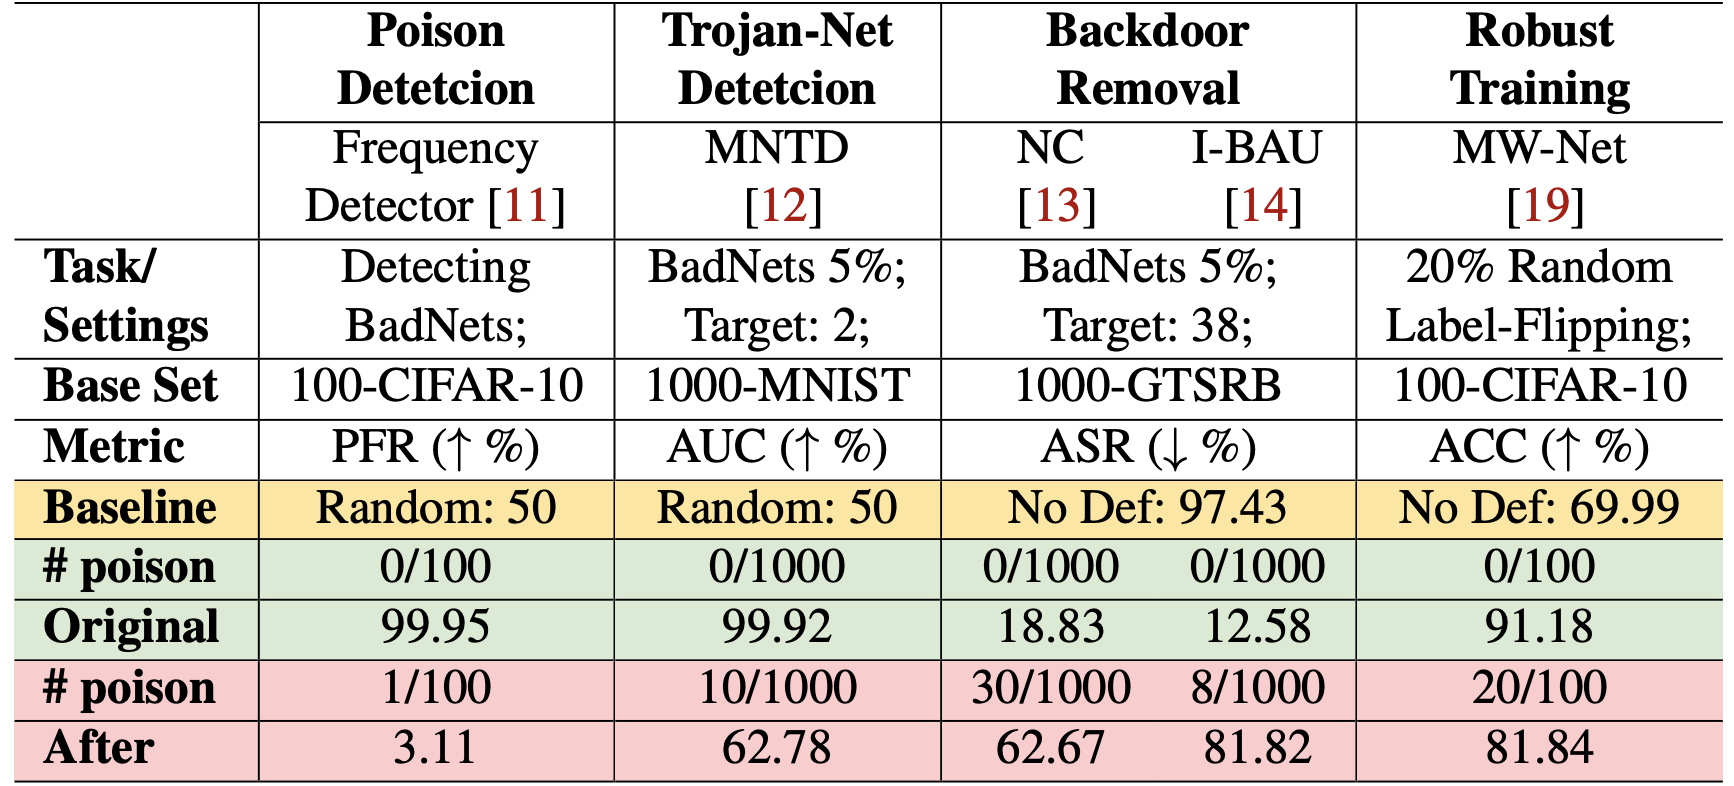 Poison Detetcion Trojan-Net Detetcion Backdoor Removal Robust Training
Frequency Detector [11] MNTD [12] NC [13] I-BAU [14] MW-Net [19]
Task/ Settings Detecting BadNets; BadNets 5%; Target: 2; BadNets 5%; Target: 38; 20% Random Label-Flipping;
Base Set 100-CIFAR-10 1000-MNIST 1000-GTSRB 100-CIFAR-10
Metric PFR (↑ %) AUC (↑ %) ASR (↓ %) ACC (↑ %)
Baseline Random: 50 Random: 50 No Def: 97.43 No Def: 69.99
# poison 0/100 0/1000 0/1000 0/1000 0/100
Original 99.95 99.92 18.83 12.58 91.18
# poison 1/100 10/1000 30/1000 8/1000 20/100
After 3.11 62.78 62.67 81.82 81.84